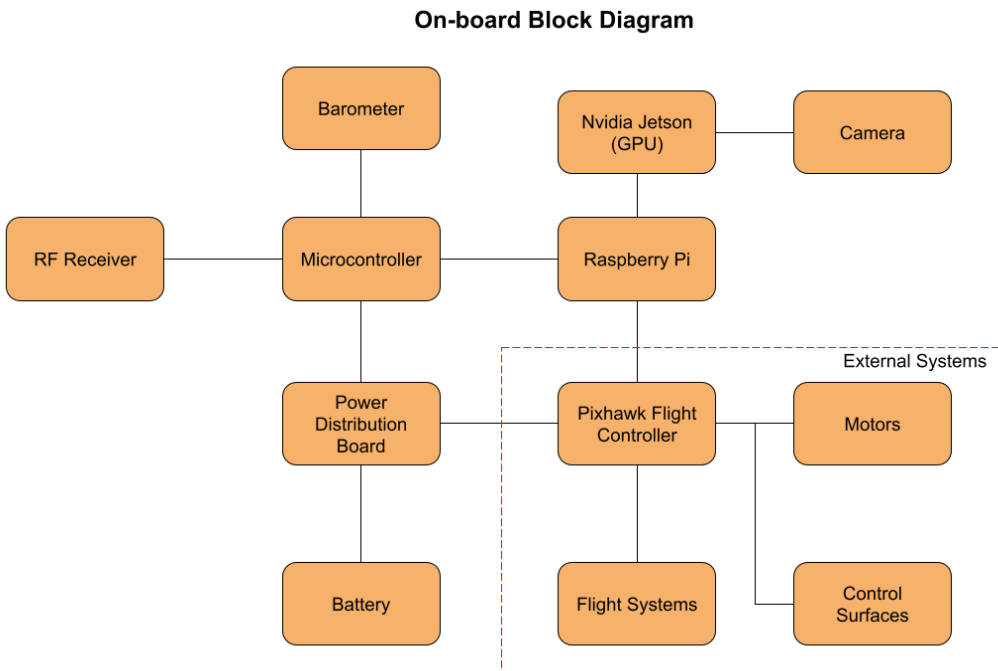 On-board Block Diagram
Barometer
Nvidia Jetson
(GPU)
Camera
RF Receiver
Microcontroller
Raspberry Pi
External Systems
Power
Distribution
Board
Pixhawk Flight
Controller
Motors
Battery
Flight Systems
Control
Surfaces